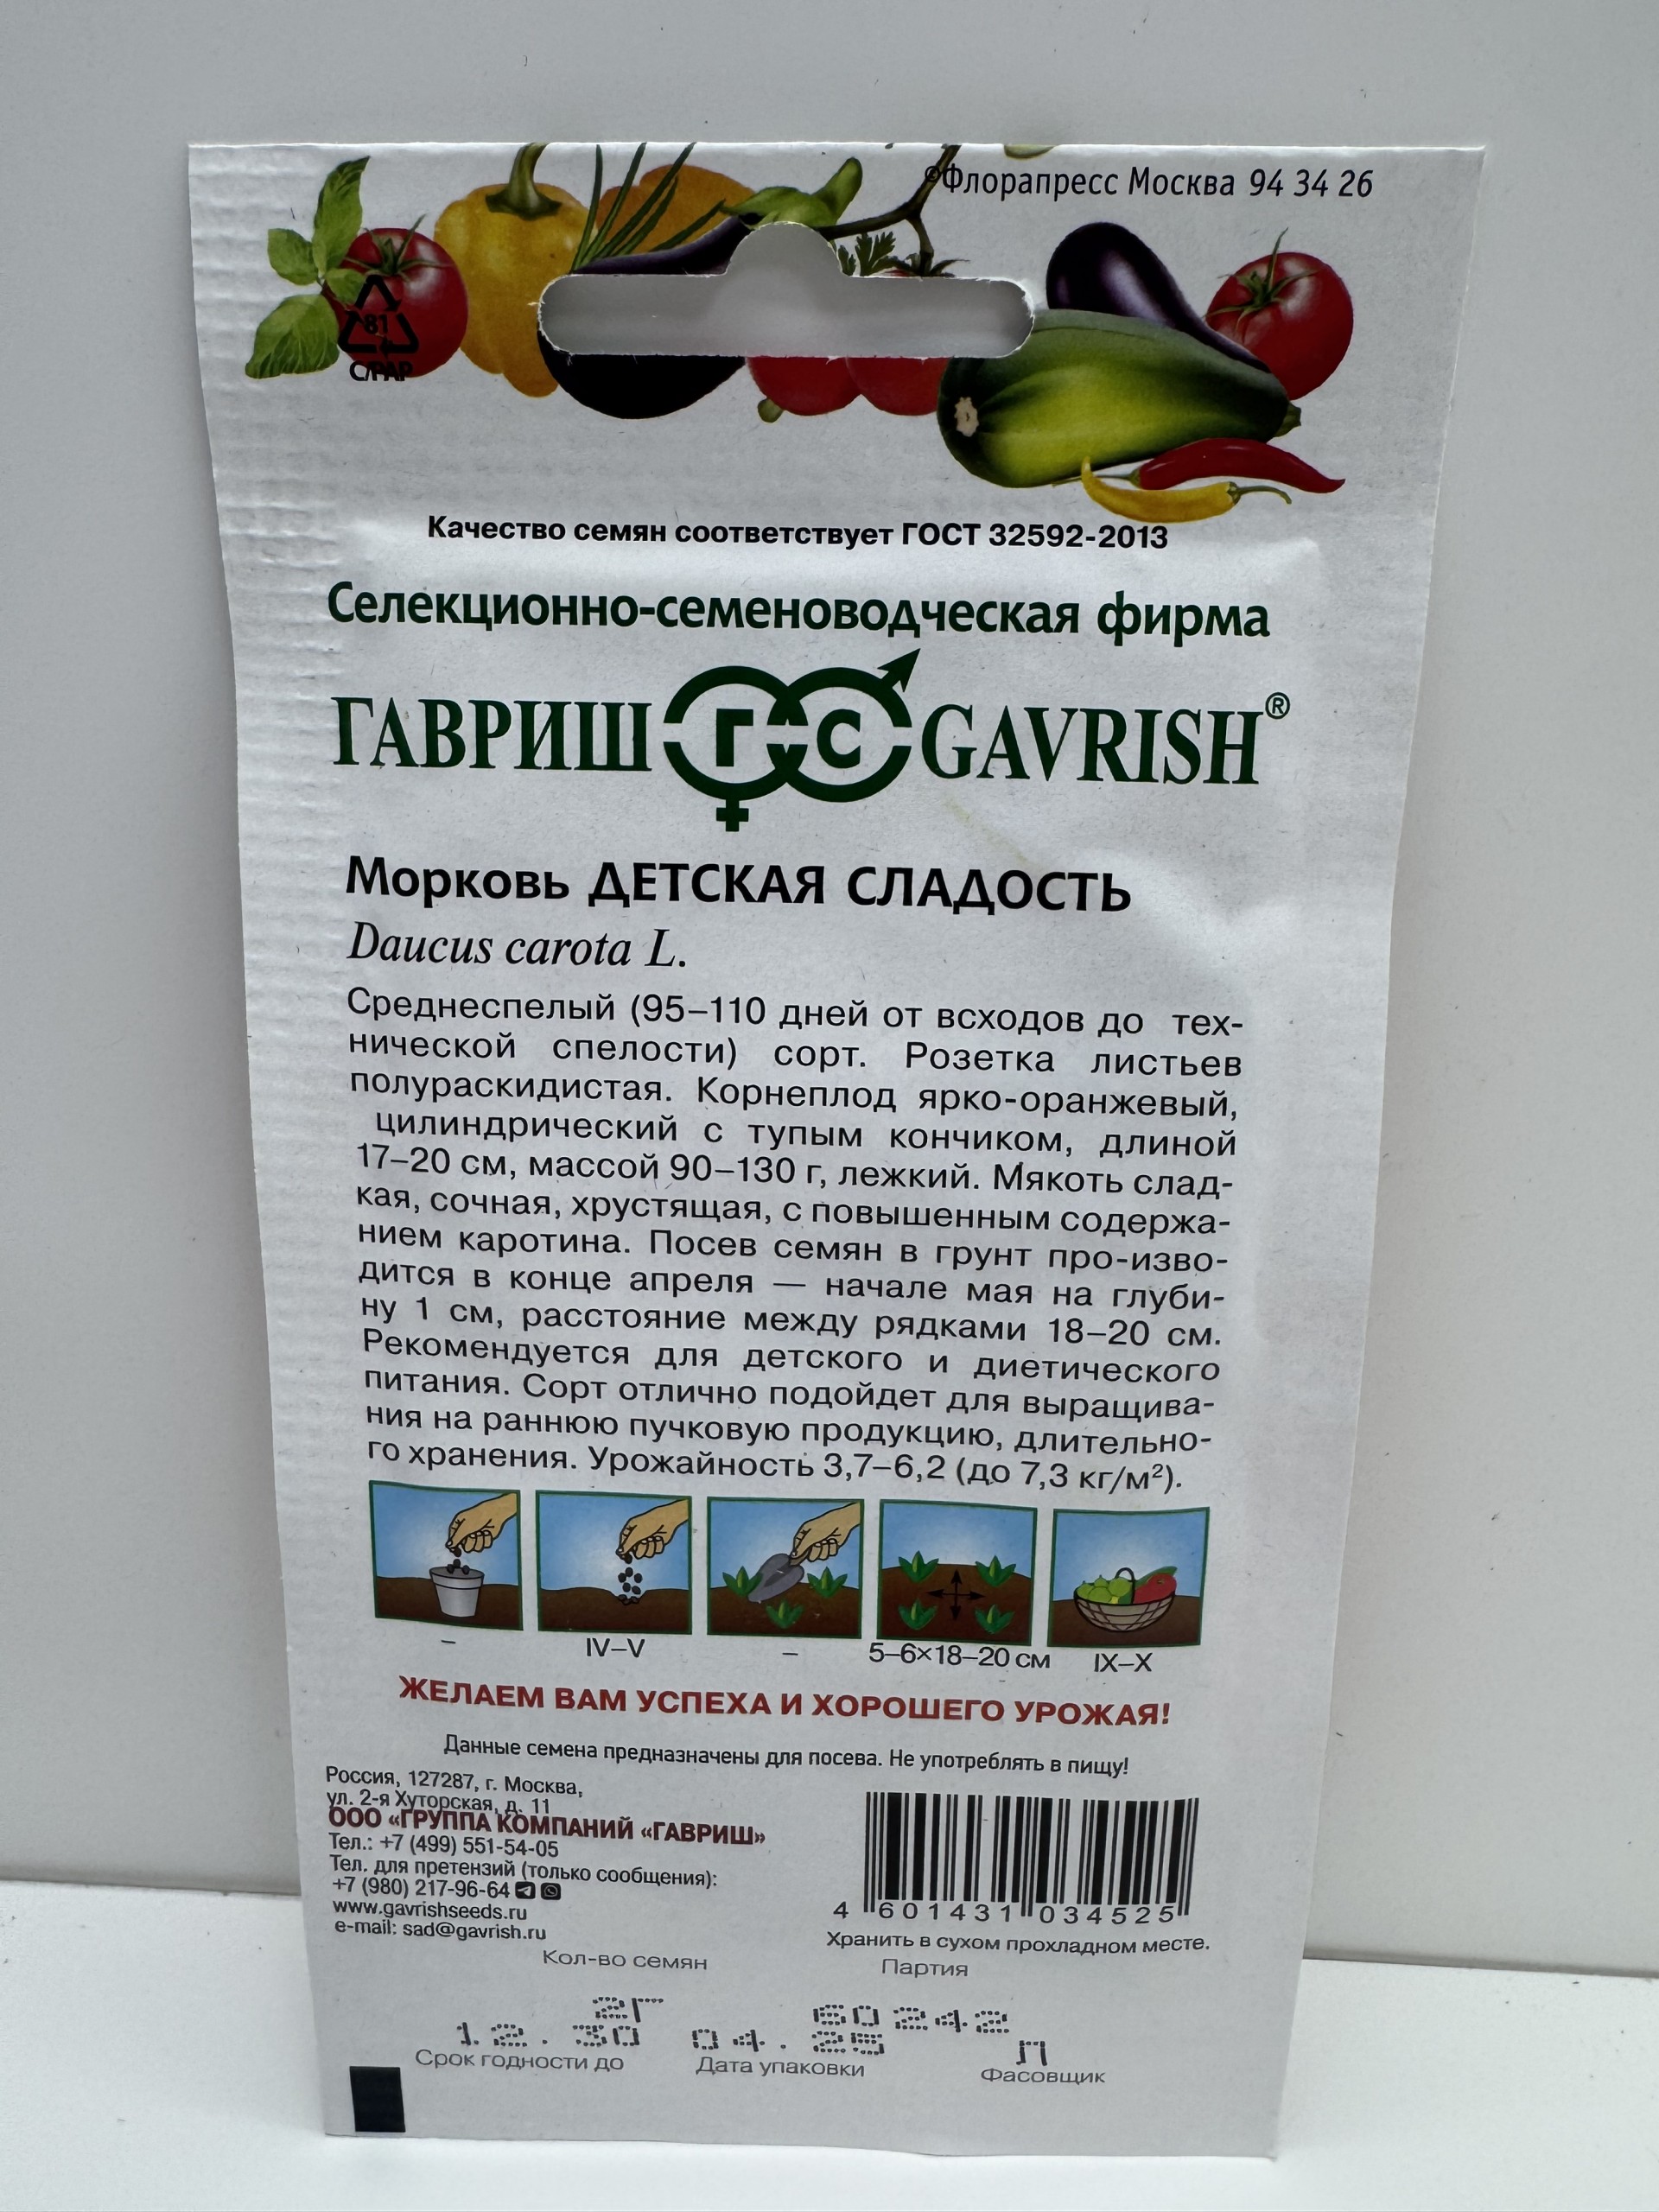 ©Флорапресс Москва 94 34 26
81
C/PAP
Качество семян соответствует ГОСТ 32592-2013
Селекционно-семеноводческая фирма
ГАВРИШ ГС GAVRISH®
Морковь ДЕТСКАЯ СЛАДОСТЬ
Daucus carota L.
Среднеспелый (95–110 дней от всходов до тех-
нической спелости) сорт. Розетка листьев
полураскидистая. Корнеплод ярко-оранжевый,
цилиндрический с тупым кончиком, длиной
17–20 см, массой 90–130 г, лежкий. Мякоть слад-
кая, сочная, хрустящая, с повышенным содержа-
нием каротина. Посев семян в грунт про-изво-
дится в конце апреля — начале мая на глуби-
ну 1 см, расстояние между рядками 18–20 см.
Рекомендуется для детского и диетического
питания. Сорт отлично подойдет для выращива-
ния на раннюю пучковую продукцию, длительно-
го хранения. Урожайность 3,7–6,2 (до 7,3 кг/м²).
– IV–V – 5–6×18–20 см IX–X
ЖЕЛАЕМ ВАМ УСПЕХА И ХОРОШЕГО УРОЖАЯ!
Данные семена предназначены для посева. Не употреблять в пищу!
Россия, 127287, г. Москва,
ул. 2-я Хуторская, д. 11
ООО «ГРУППА КОМПАНИЙ «ГАВРИШ»
Тел.: +7 (499) 551-54-05
Тел. для претензий (только сообщения):
+7 (980) 217-96-64
www.gavrishseeds.ru
e-mail: sad@gavrish.ru
4 601431 034525
Хранить в сухом прохладном месте.
Кол-во семян Партия
2Г 60242
12.30 04.25 Л
Срок годности до Дата упаковки Фасовщик